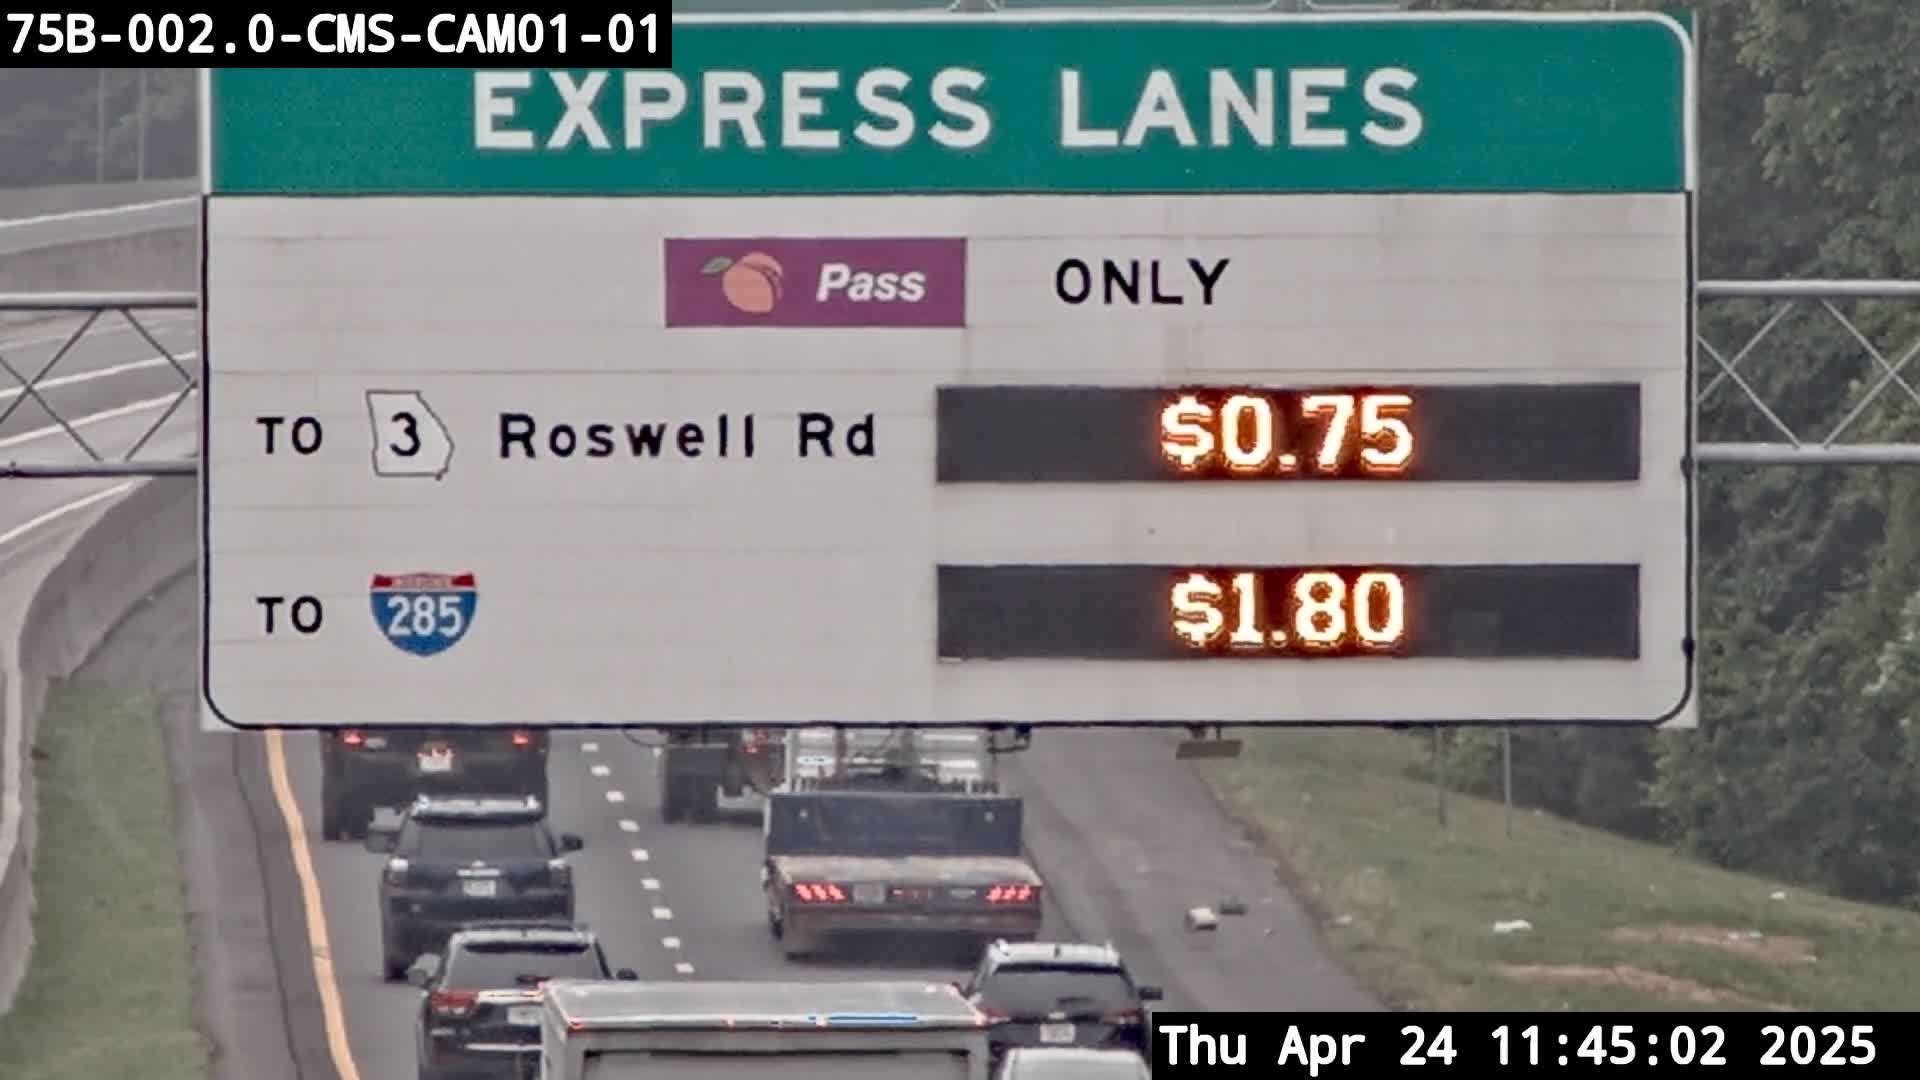 75B-002.0-CMS-CAM01-01
EXPRESS LANES
Pass ONLY
TO 3 Roswell Rd $0.75
TO 285 $1.80
Thu Apr 24 11:45:02 2025